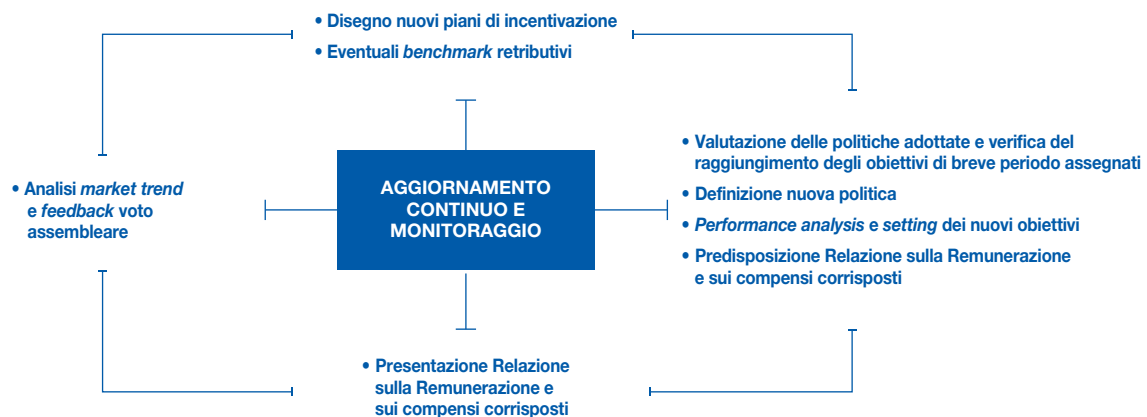 • Disegno nuovi piani di incentivazione
• Eventuali benchmark retributivi
• Analisi market trend
e feedback voto
assembleare
AGGIORNAMENTO
CONTINUO E
MONITORAGGIO
• Valutazione delle politiche adottate e verifica del
raggiungimento degli obiettivi di breve periodo assegnati
• Definizione nuova politica
• Performance analysis e setting dei nuovi obiettivi
• Predisposizione Relazione sulla Remunerazione
e sui compensi corrisposti
• Presentazione Relazione
sulla Remunerazione e
sui compensi corrisposti